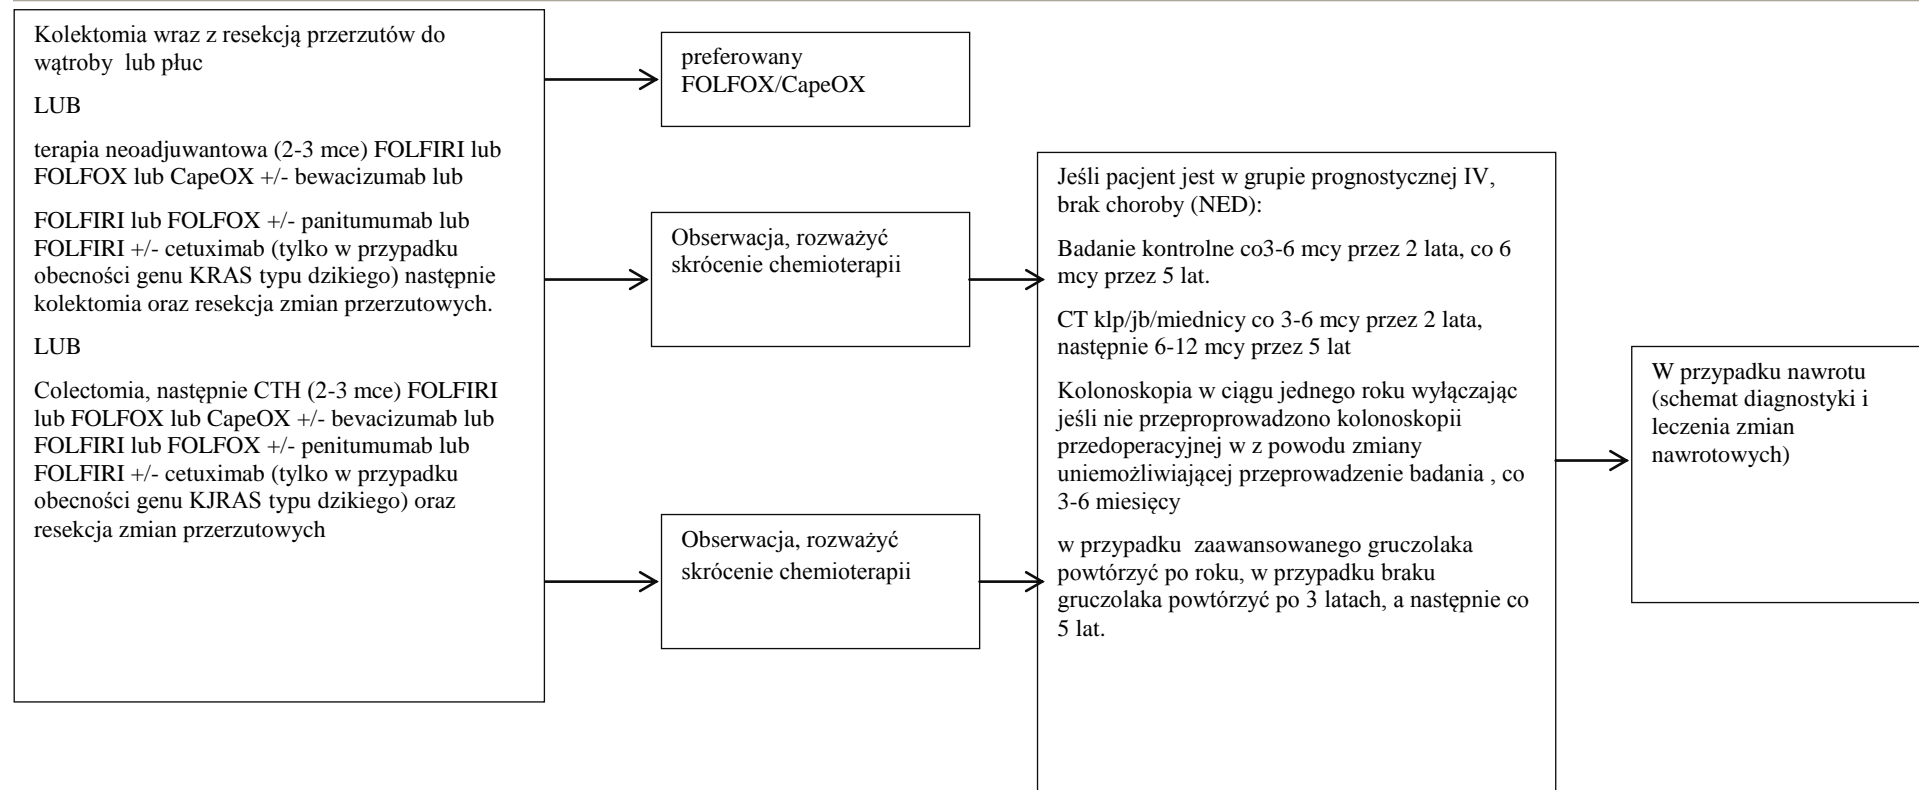 Kolektomia wraz z resekcją przerzutów do
wątroby lub płuc
LUB
terapia neoadjuwantowa (2-3 mce) FOLFIRI lub
FOLFOX lub CapeOX +/- bewacizumab lub
FOLFIRI lub FOLFOX +/- panitumumab lub
FOLFIRI +/- cetuximab (tylko w przypadku
obecności genu KRAS typu dzikiego) następnie
kolektomia oraz resekcja zmian przerzutowych.
LUB
Colectomia, następnie CTH (2-3 mce) FOLFIRI
lub FOLFOX lub CapeOX +/- bevacizumab lub
FOLFIRI lub FOLFOX +/- penitumumab lub
FOLFIRI +/- cetuximab (tylko w przypadku
obecności genu KJRAS typu dzikiego) oraz
resekcja zmian przerzutowych
preferowany
FOLFOX/CapeOX
Obserwacja, rozważyć
skrócenie chemioterapii
Obserwacja, rozważyć
skrócenie chemioterapii
Jeśli pacjent jest w grupie prognostycznej IV,
brak choroby (NED):
Badanie kontrolne co3-6 mcy przez 2 lata, co 6
mcy przez 5 lat.
CT klp/jb/miednicy co 3-6 mcy przez 2 lata,
następnie 6-12 mcy przez 5 lat
Kolonoskopia w ciągu jednego roku wyłączając
jeśli nie przeproprowadzono kolonoskopii
przedoperacyjnej w z powodu zmiany
uniemożliwiającej przeprowadzenie badania , co
3-6 miesięcy
w przypadku zaawansowanego gruczolaka
powtórzyć po roku, w przypadku braku
gruczolaka powtórzyć po 3 latach, a następnie co
5 lat.
W przypadku nawrotu
(schemat diagnostyki i
leczenia zmian
nawrotowych)